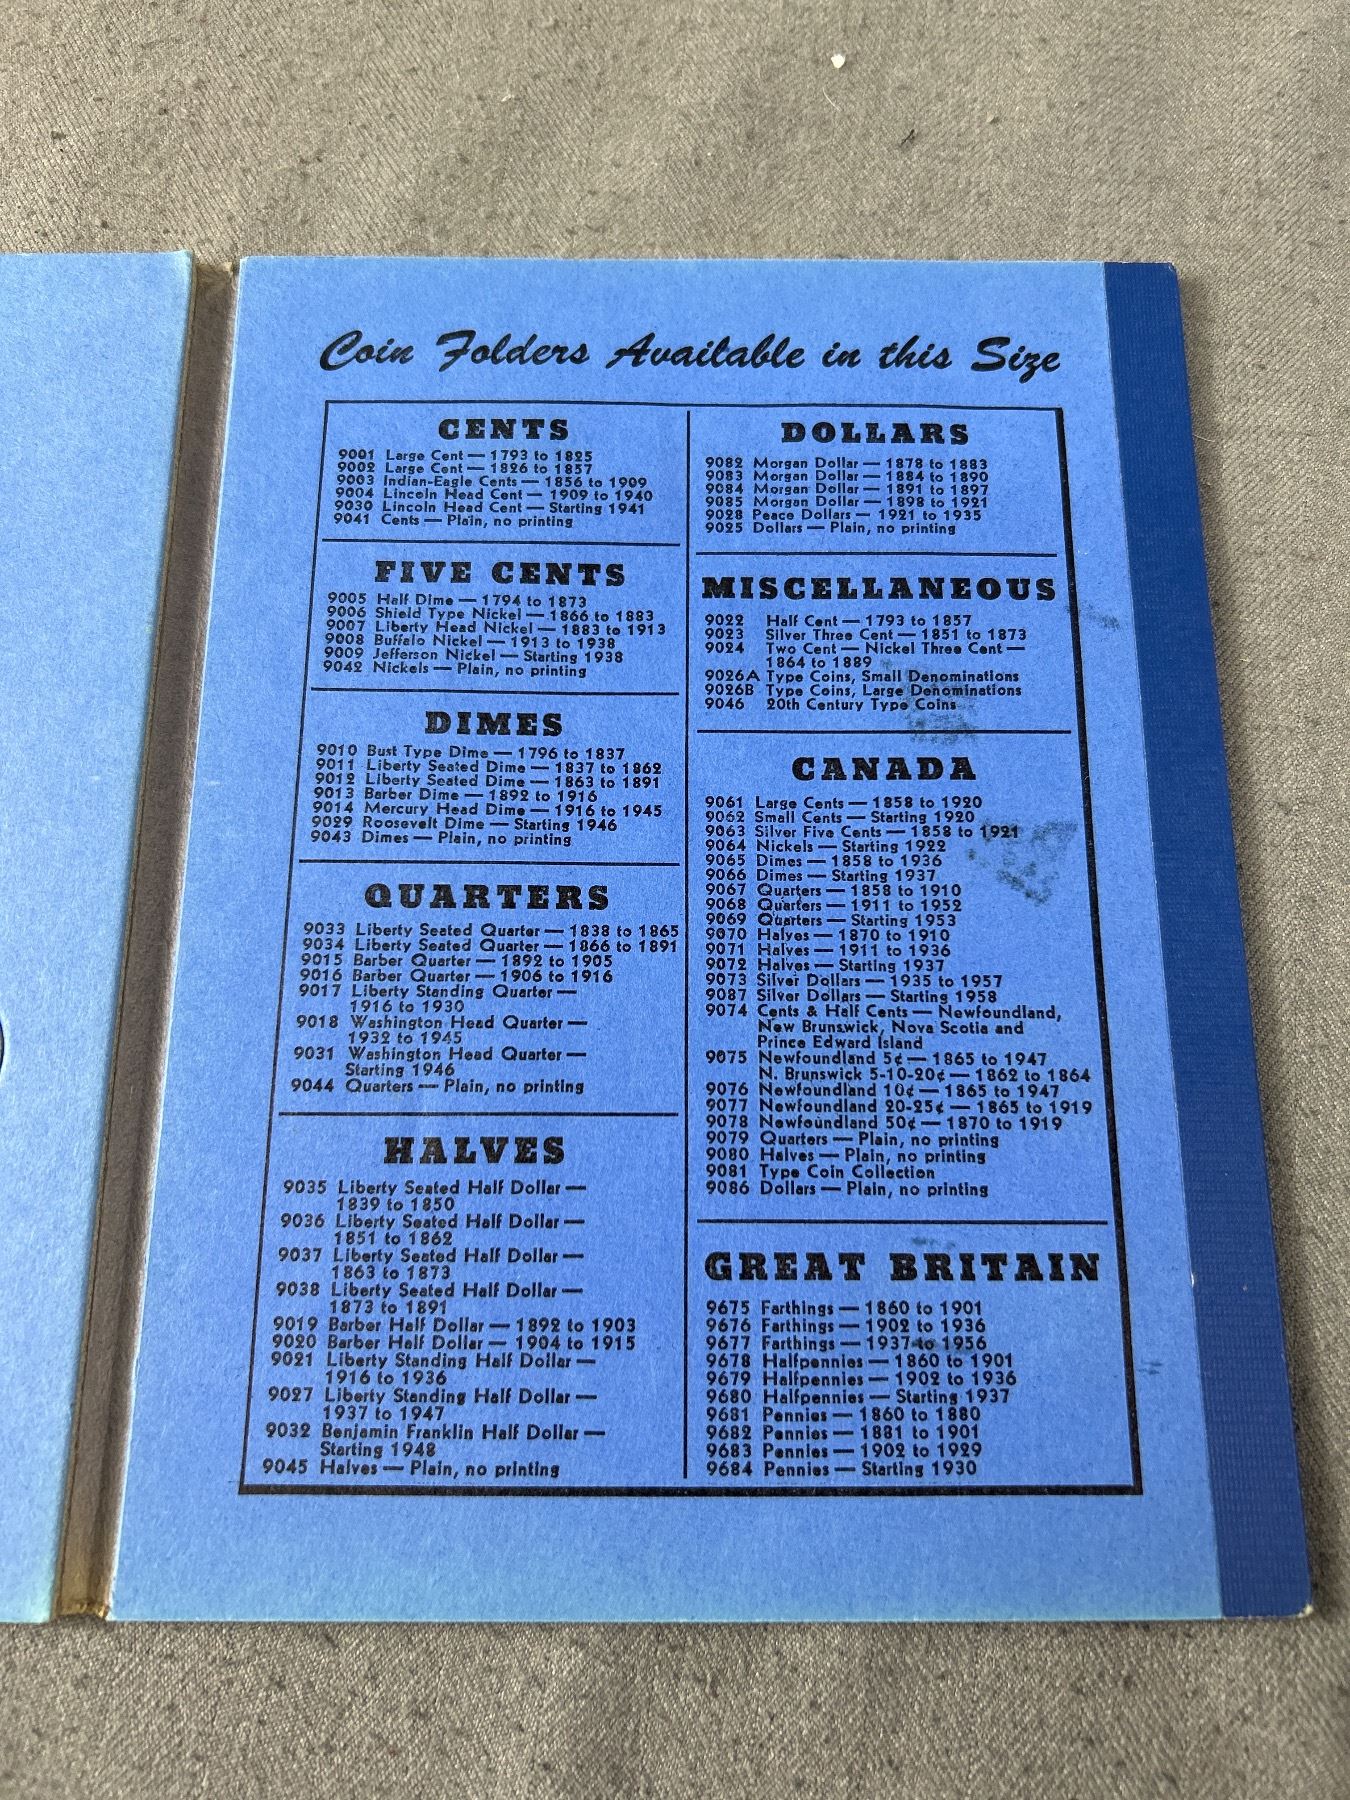 Coin Folders Available in this Size
CENTS
9001 Large Cent — 1793 to 1825
9002 Large Cent — 1826 to 1857
9003 Indian-Eagle Cents — 1856 to 1909
9004 Lincoln Head Cent — 1909 to 1940
9030 Lincoln Head Cent — Starting 1941
9041 Cents — Plain, no printing
FIVE CENTS
9005 Half Dime — 1794 to 1873
9006 Shield Type Nickel — 1866 to 1883
9007 Liberty Head Nickel — 1883 to 1913
9008 Buffalo Nickel — 1913 to 1938
9009 Jefferson Nickel — Starting 1938
9042 Nickels — Plain, no printing
DIMES
9010 Bust Type Dime — 1796 to 1837
9011 Liberty Seated Dime — 1837 to 1862
9012 Liberty Seated Dime — 1863 to 1891
9013 Barber Dime — 1892 to 1916
9014 Mercury Head Dime — 1916 to 1945
9029 Roosevelt Dime — Starting 1946
9043 Dimes — Plain, no printing
QUARTERS
9033 Liberty Seated Quarter — 1838 to 1865
9034 Liberty Seated Quarter — 1866 to 1891
9015 Barber Quarter — 1892 to 1905
9016 Barber Quarter — 1906 to 1916
9017 Liberty Standing Quarter —
1916 to 1930
9018 Washington Head Quarter —
1932 to 1945
9031 Washington Head Quarter —
Starting 1946
9044 Quarters — Plain, no printing
HALVES
9035 Liberty Seated Half Dollar —
1839 to 1850
9036 Liberty Seated Half Dollar —
1851 to 1862
9037 Liberty Seated Half Dollar —
1863 to 1873
9038 Liberty Seated Half Dollar —
1873 to 1891
9019 Barber Half Dollar — 1892 to 1903
9020 Barber Half Dollar — 1904 to 1915
9021 Liberty Standing Half Dollar —
1916 to 1936
9027 Liberty Standing Half Dollar —
1937 to 1947
9032 Benjamin Franklin Half Dollar —
Starting 1948
9045 Halves — Plain, no printing
DOLLARS
9082 Morgan Dollar — 1878 to 1883
9083 Morgan Dollar — 1884 to 1890
9084 Morgan Dollar — 1891 to 1897
9085 Morgan Dollar — 1898 to 1921
9028 Peace Dollars — 1921 to 1935
9025 Dollars — Plain, no printing
MISCELLANEOUS
9022 Half Cent — 1793 to 1857
9023 Silver Three Cent — 1851 to 1873
9024 Two Cent — Nickel Three Cent —
1864 to 1889
9026A Type Coins, Small Denominations
9026B Type Coins, Large Denominations
9046 20th Century Type Coins
CANADA
9061 Large Cents — 1858 to 1920
9062 Small Cents — Starting 1920
9063 Silver Five Cents — 1858 to 1921
9064 Nickels — Starting 1922
9065 Dimes — 1858 to 1936
9066 Dimes — Starting 1937
9067 Quarters — 1858 to 1910
9068 Quarters — 1911 to 1952
9069 Quarters — Starting 1953
9070 Halves — 1870 to 1910
9071 Halves — 1911 to 1936
9072 Halves — Starting 1937
9073 Silver Dollars — 1935 to 1957
9087 Silver Dollars — Starting 1958
9074 Cents & Half Cents — Newfoundland,
New Brunswick, Nova Scotia and
Prince Edward Island
9075 Newfoundland 5¢ — 1865 to 1947
N. Brunswick 5-10-20¢ — 1862 to 1864
9076 Newfoundland 10¢ — 1865 to 1947
9077 Newfoundland 20-25¢ — 1865 to 1919
9078 Newfoundland 50¢ — 1870 to 1919
9079 Quarters — Plain, no printing
9080 Halves — Plain, no printing
9081 Type Coin Collection
9086 Dollars — Plain, no printing
GREAT BRITAIN
9675 Farthings — 1860 to 1901
9676 Farthings — 1902 to 1936
9677 Farthings — 1937 to 1956
9678 Halfpennies — 1860 to 1901
9679 Halfpennies — 1902 to 1936
9680 Halfpennies — Starting 1937
9681 Pennies — 1860 to 1880
9682 Pennies — 1881 to 1901
9683 Pennies — 1902 to 1929
9684 Pennies — Starting 1930